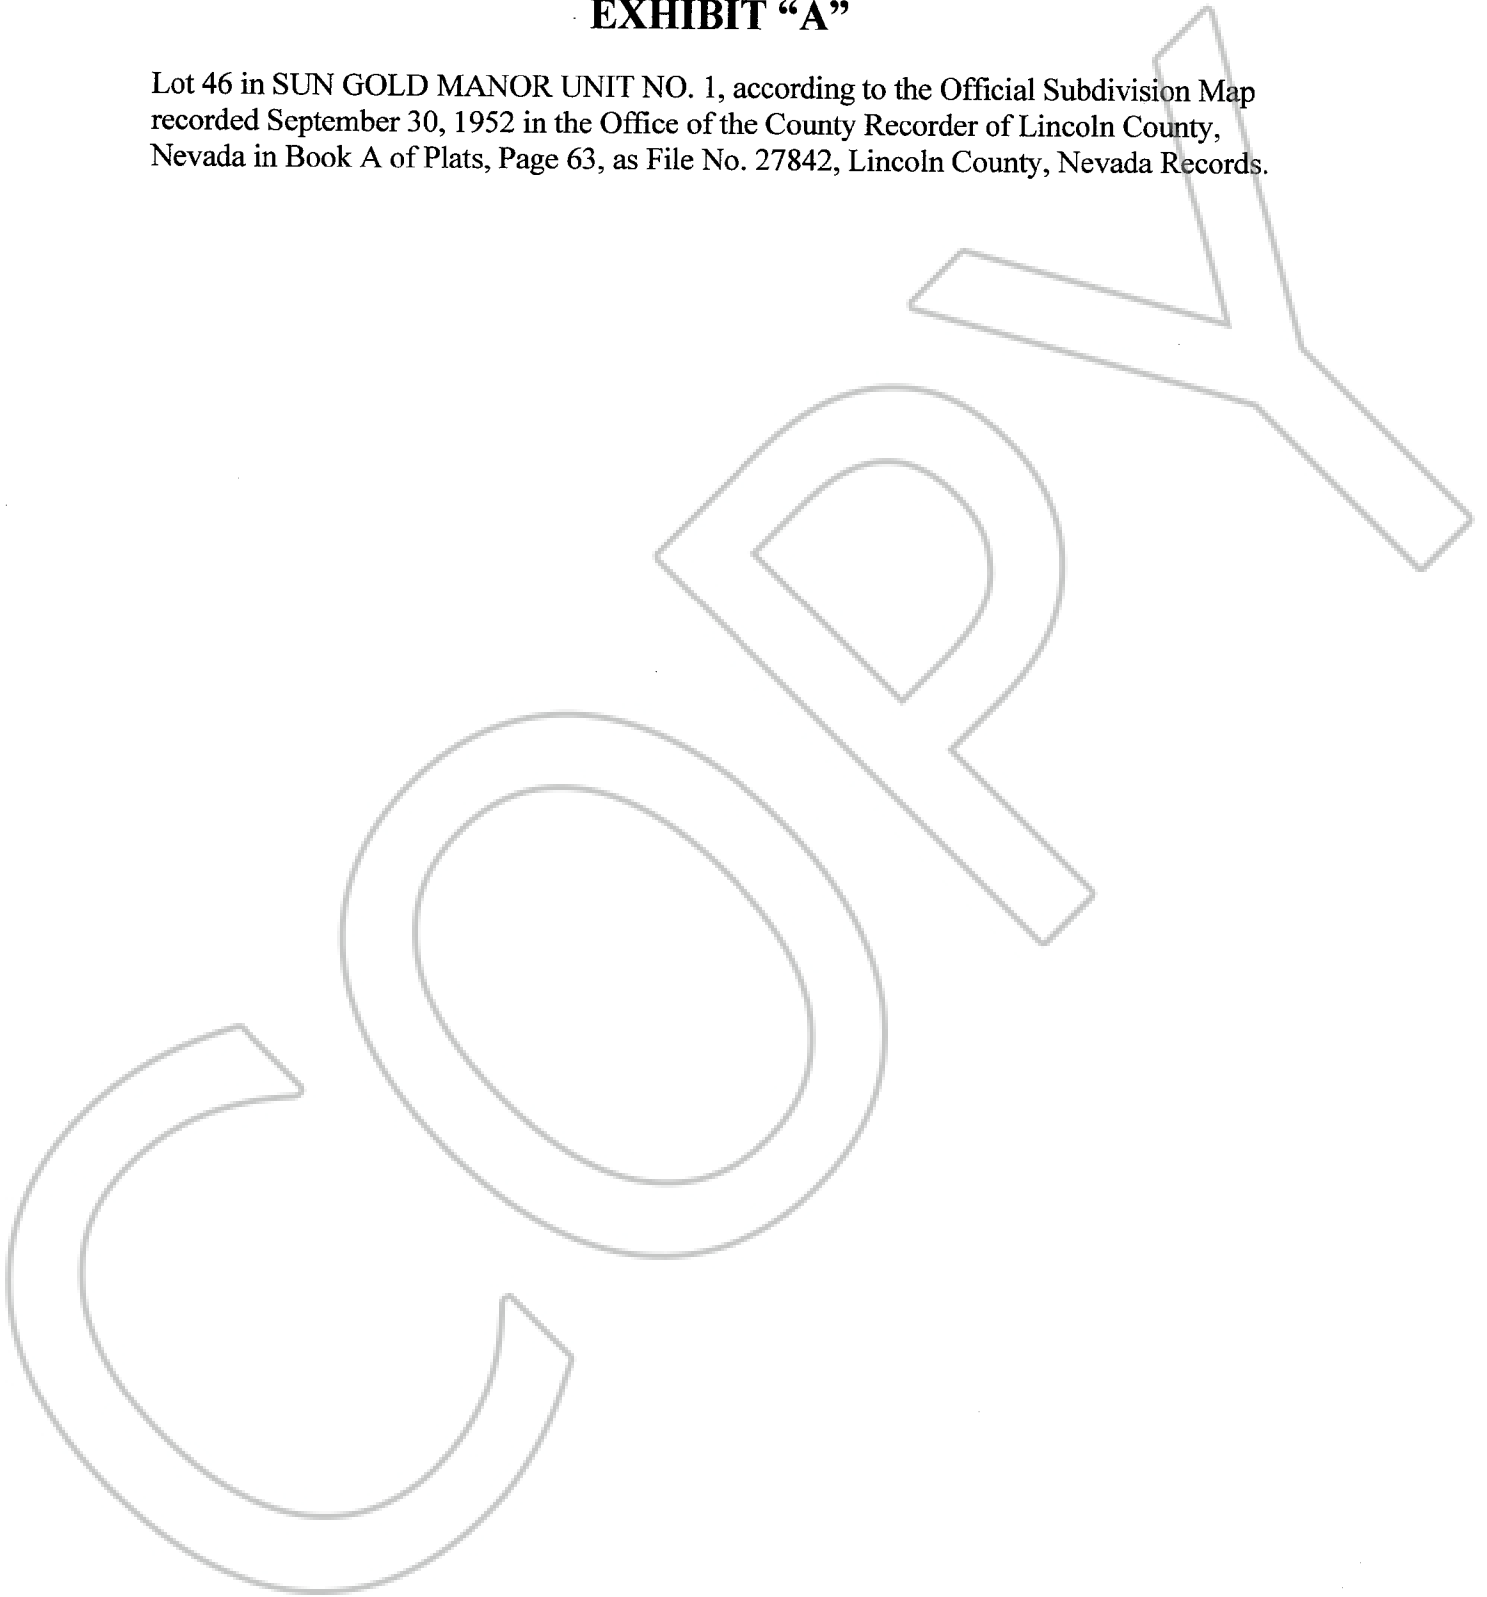 EXHIBIT “A”
Lot 46 in SUN GOLD MANOR UNIT NO. 1, according to the Official Subdivision Map
recorded September 30, 1952 in the Office of the County Recorder of Lincoln County,
Nevada in Book A of Plats, Page 63, as File No. 27842, Lincoln County, Nevada Records.
COPY